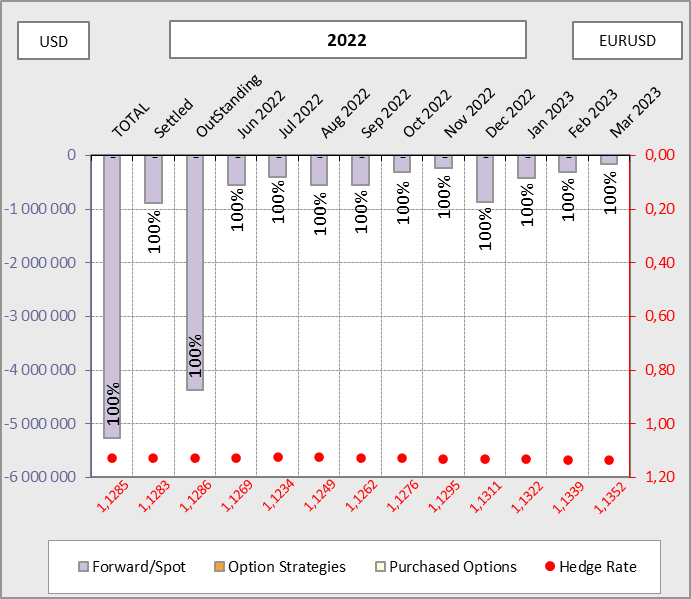 USD
2022
EURUSD
TOTAL
Settled
OutStanding
Jun 2022
Jul 2022
Aug 2022
Sep 2022
Oct 2022
Nov 2022
Dec 2022
Jan 2023
Feb 2023
Mar 2023
0
-1 000 000
-2 000 000
-3 000 000
-4 000 000
-5 000 000
-6 000 000
100%
100%
100%
100%
100%
100%
100%
100%
100%
100%
100%
100%
100%
0,00
0,20
0,40
0,60
0,80
1,00
1,20
1,1285
1,1283
1,1286
1,1269
1,1234
1,1249
1,1262
1,1276
1,1295
1,1311
1,1322
1,1339
1,1352
Forward/Spot
Option Strategies
Purchased Options
Hedge Rate